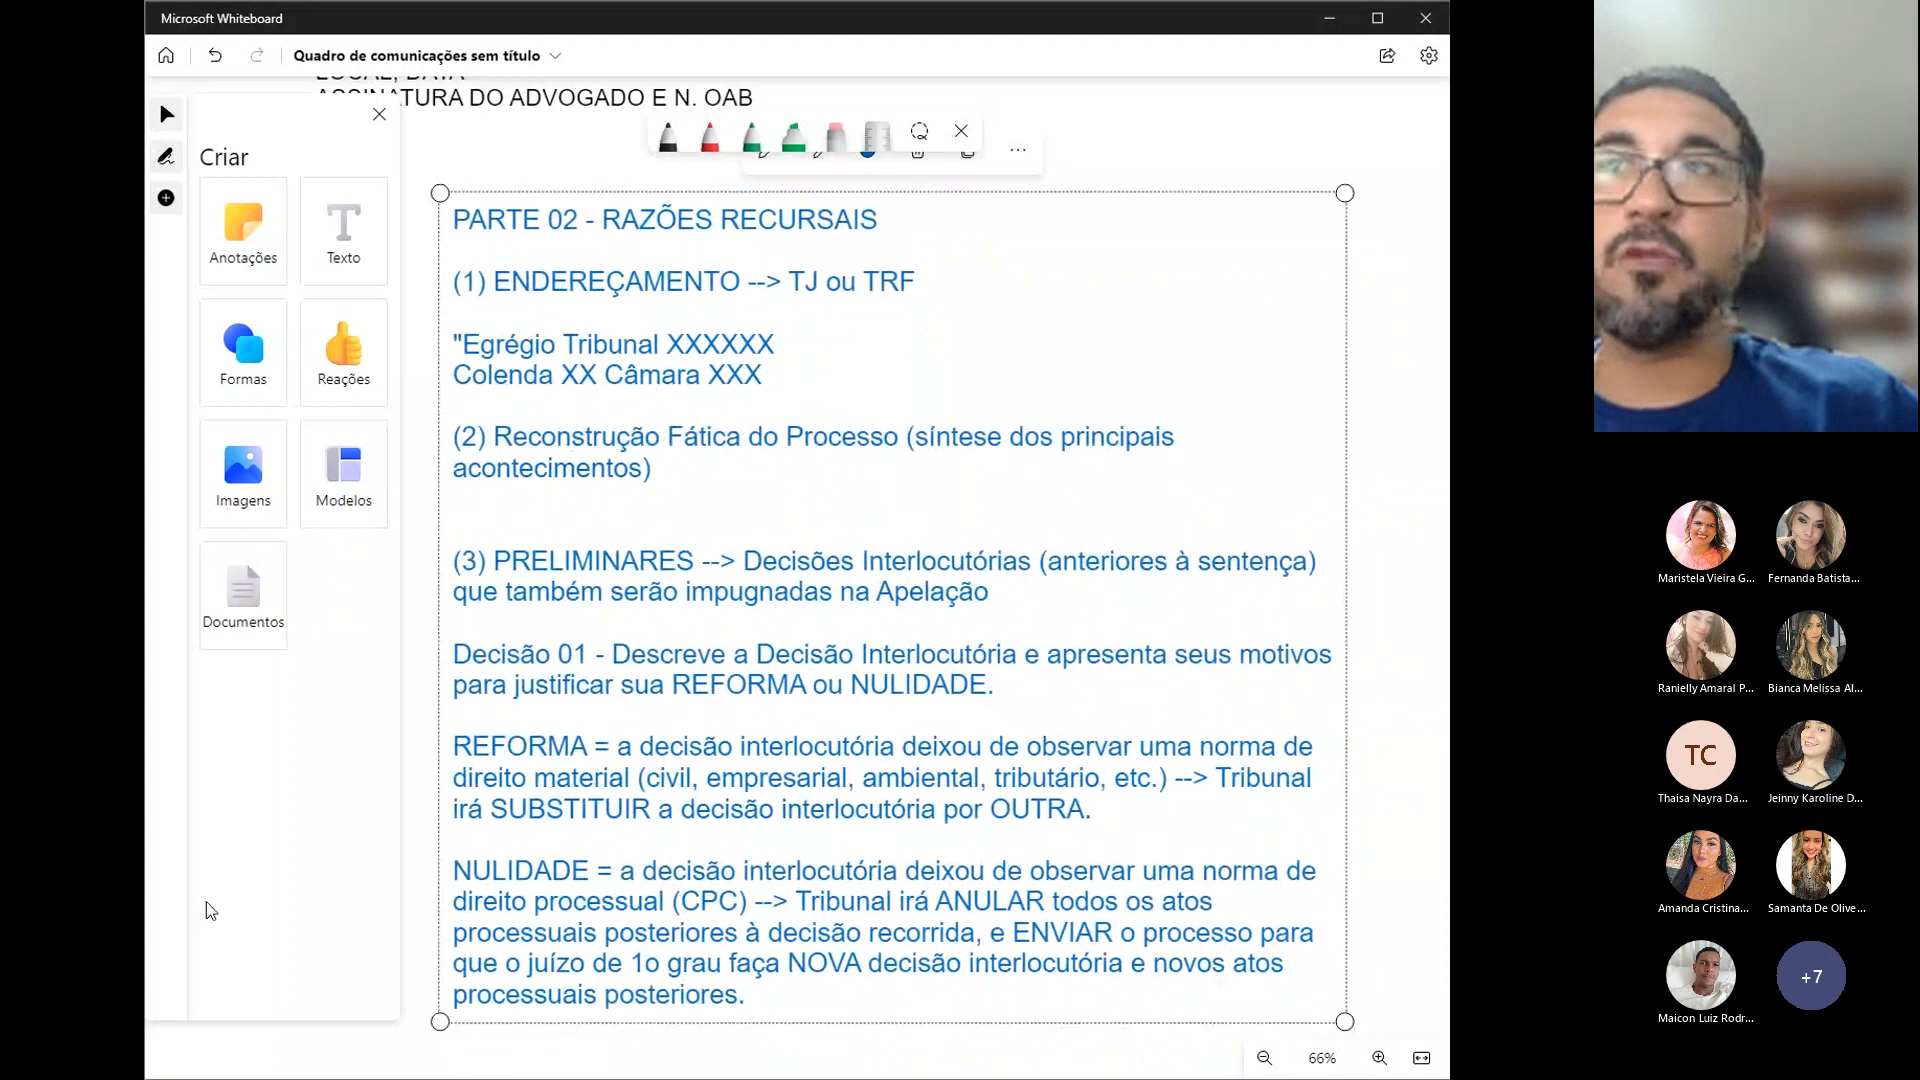 Microsoft Whiteboard
Quadro de comunicações sem título
LOCAL, DATA
ASSINATURA DO ADVOGADO E N. OAB
Criar
Anotações
Texto
Formas
Reações
Imagens
Modelos
Documentos
PARTE 02 - RAZÕES RECURSAIS
(1) ENDEREÇAMENTO --> TJ ou TRF
"Egrégio Tribunal XXXXXX
Colenda XX Câmara XXX
(2) Reconstrução Fática do Processo (síntese dos principais
acontecimentos)
(3) PRELIMINARES --> Decisões Interlocutórias (anteriores à sentença)
que também serão impugnadas na Apelação
Decisão 01 - Descreve a Decisão Interlocutória e apresenta seus motivos
para justificar sua REFORMA ou NULIDADE.
REFORMA = a decisão interlocutória deixou de observar uma norma de
direito material (civil, empresarial, ambiental, tributário, etc.) --> Tribunal
irá SUBSTITUIR a decisão interlocutória por OUTRA.
NULIDADE = a decisão interlocutória deixou de observar uma norma de
direito processual (CPC) --> Tribunal irá ANULAR todos os atos
processuais posteriores à decisão recorrida, e ENVIAR o processo para
que o juízo de 1o grau faça NOVA decisão interlocutória e novos atos
processuais posteriores.
66%
Maristela Vieira G...
Fernanda Batista...
Ranielly Amaral P...
Bianca Melissa Al...
TC
Thaisa Nayra Da...
Jeinny Karoline D...
Amanda Cristina...
Samanta De Olive...
Maicon Luiz Rodr...
+7